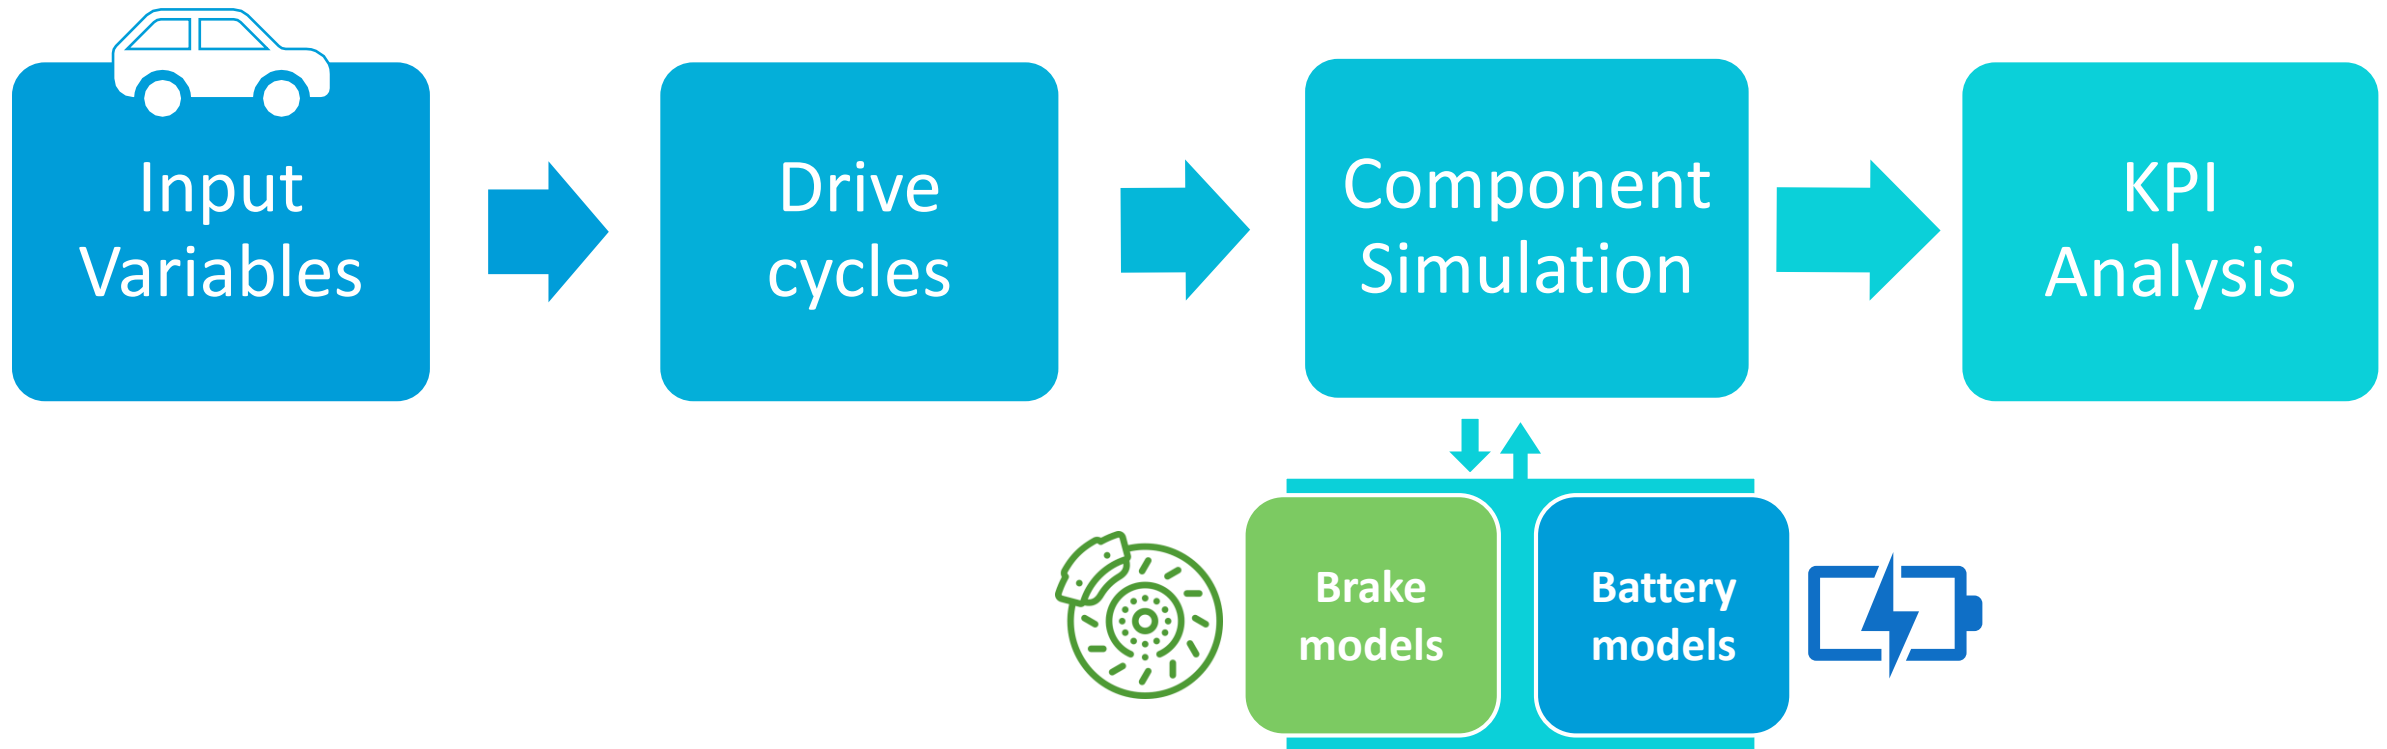 Input
Variables
Drive
cycles
Component
Simulation
KPI
Analysis
Brake
models
Battery
models